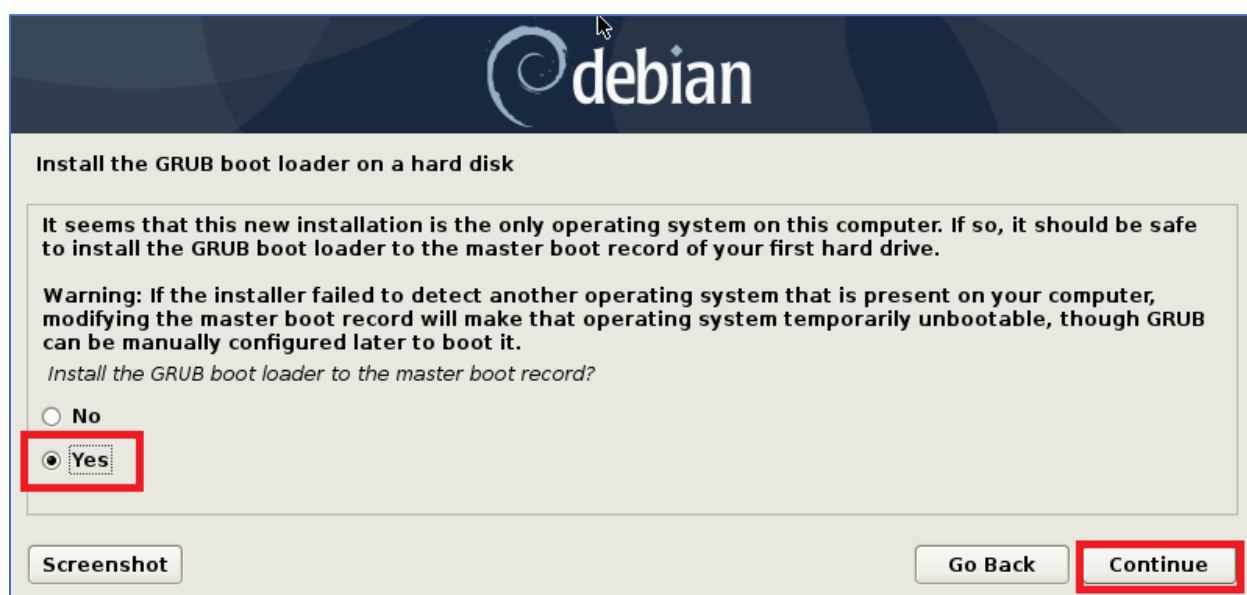 debian
Install the GRUB boot loader on a hard disk
It seems that this new installation is the only operating system on this computer. If so, it should be safe
to install the GRUB boot loader to the master boot record of your first hard drive.
Warning: If the installer failed to detect another operating system that is present on your computer,
modifying the master boot record will make that operating system temporarily unbootable, though GRUB
can be manually configured later to boot it.
Install the GRUB boot loader to the master boot record?
No
Yes
Screenshot
Go Back
Continue